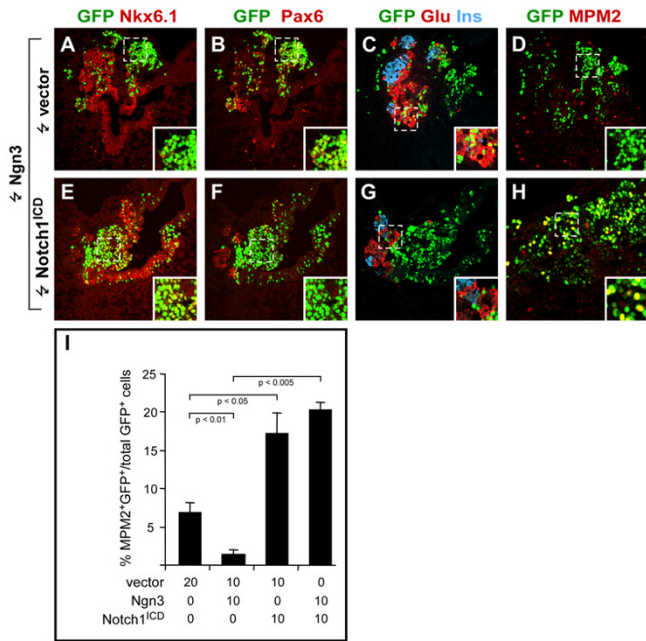 GFP Nkx6.1
GFP Pax6
GFP Glu Ins
GFP MPM2
A
B
C
D
ϟ vector
ϟ Ngn3
E
F
G
H
ϟ Notch1ICD
I
% MPM2+GFP+/total GFP+ cells
25
20
15
10
5
p < 0.005
p < 0.05
p < 0.01
vector 20 10 10 0
Ngn3 0 10 0 10
Notch1ICD 0 0 10 10